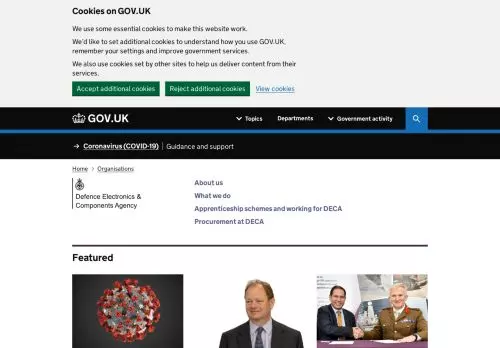 Cookies on GOV.UK
We use some essential cookies to make this website work.
We'd like to set additional cookies to understand how you use GOV.UK,
remember your settings and improve government services.
We also use cookies set by other sites to help us deliver content from their
services.
Accept additional cookies Reject additional cookies View cookies
GOV.UK Topics Departments Government activity
→ Coronavirus (COVID-19) Guidance and support
Home > Organisations
Defence Electronics &
Components Agency
About us
What we do
Apprenticeship schemes and working for DECA
Procurement at DECA
Featured